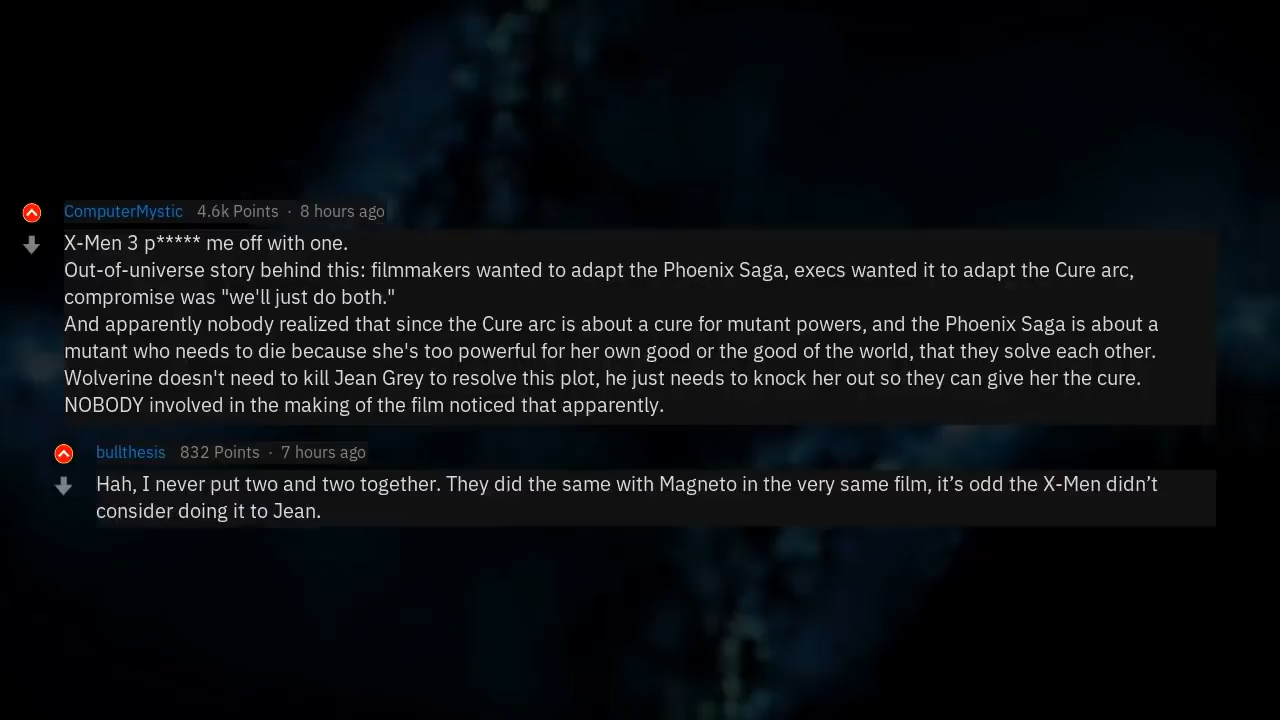 ComputerMystic 4.6k Points · 8 hours ago
X-Men 3 p***** me off with one.
Out-of-universe story behind this: filmmakers wanted to adapt the Phoenix Saga, execs wanted it to adapt the Cure arc,
compromise was "we'll just do both."
And apparently nobody realized that since the Cure arc is about a cure for mutant powers, and the Phoenix Saga is about a
mutant who needs to die because she's too powerful for her own good or the good of the world, that they solve each other.
Wolverine doesn't need to kill Jean Grey to resolve this plot, he just needs to knock her out so they can give her the cure.
NOBODY involved in the making of the film noticed that apparently.
bullthesis 832 Points · 7 hours ago
Hah, I never put two and two together. They did the same with Magneto in the very same film, it’s odd the X-Men didn’t
consider doing it to Jean.